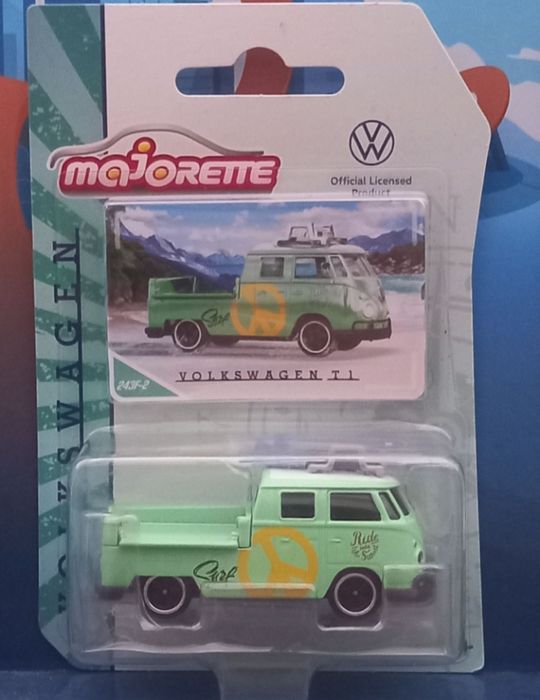 majORETTE
Official Licensed
Product
VOLKSWAGEN
Surf
243F-2
VOLKSWAGEN T1
Surf
Ride